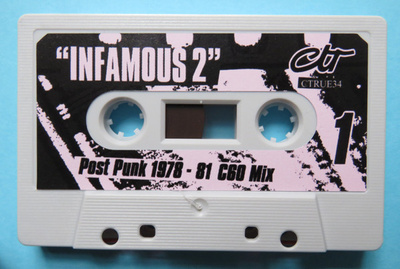 "INFAMOUS 2"
ctr
CTRUE34
1
Post Punk 1978 - 81 C60 Mix